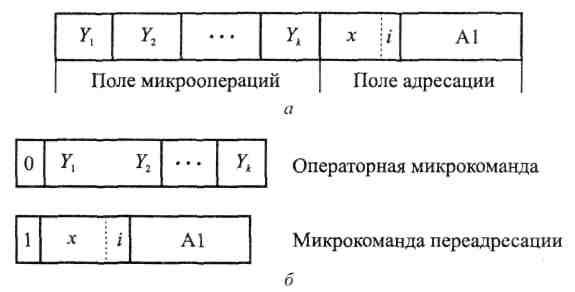 Y1 Y2 ... Yk x i A1
Поле микроопераций Поле адресации
а
0 Y1 Y2 ... Yk Операторная микрокоманда
1 x i A1 Микрокоманда переадресации
б